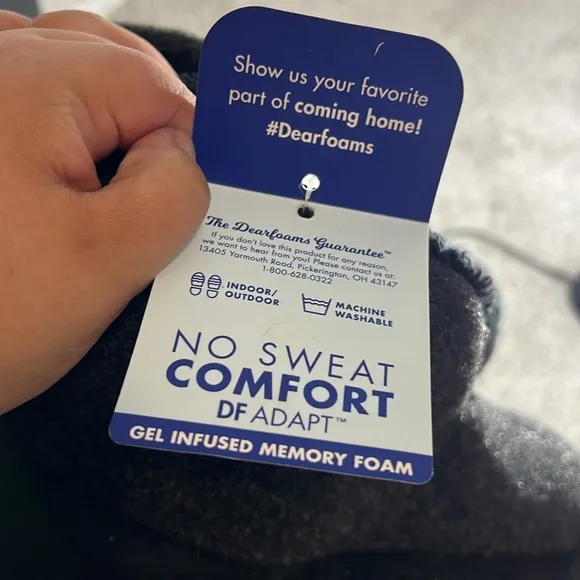 Show us your favorite
part of coming home!
#Dearfoams
The Dearfoams Guarantee™
If you don't love this product for any reason,
we want to hear from you! Please contact us at:
13405 Yarmouth Road, Pickerington, OH 43147
1-800-628-0322
INDOOR/
OUTDOOR
MACHINE
WASHABLE
NO SWEAT
COMFORT
DF ADAPT™
GEL INFUSED MEMORY FOAM